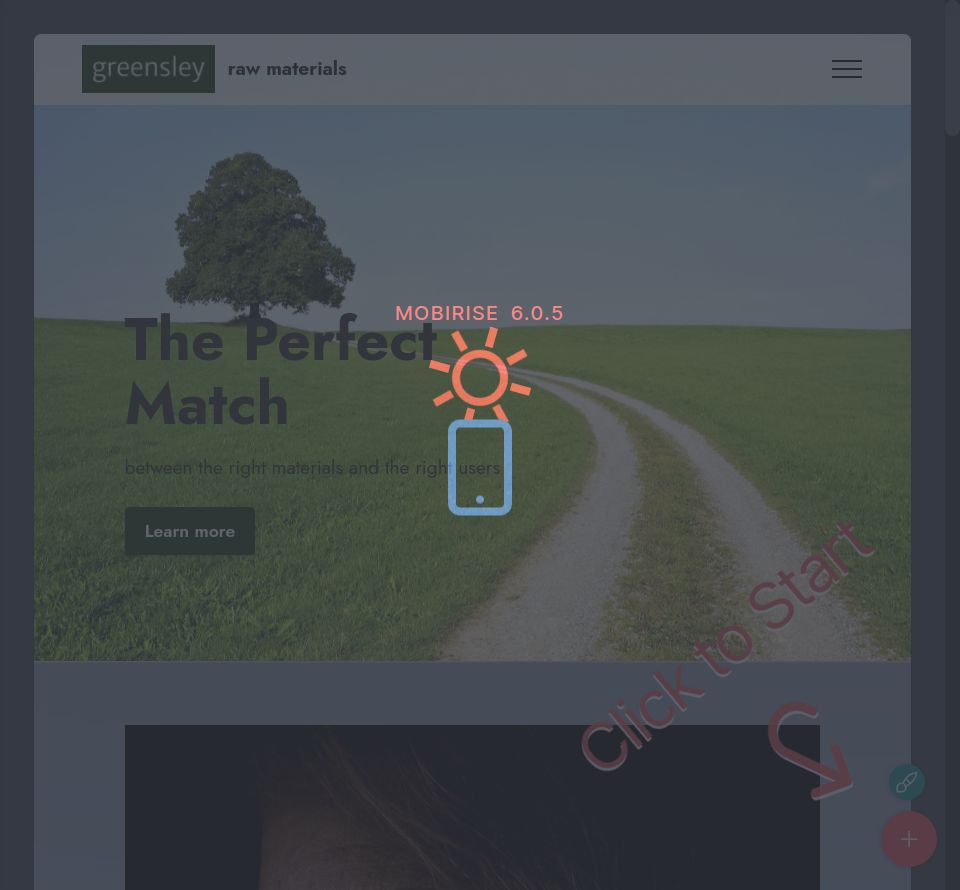 greensley
raw materials
MOBIRISE 6.0.5
The Perfect
Match
between the right materials and the right users
Learn more
Click to Start